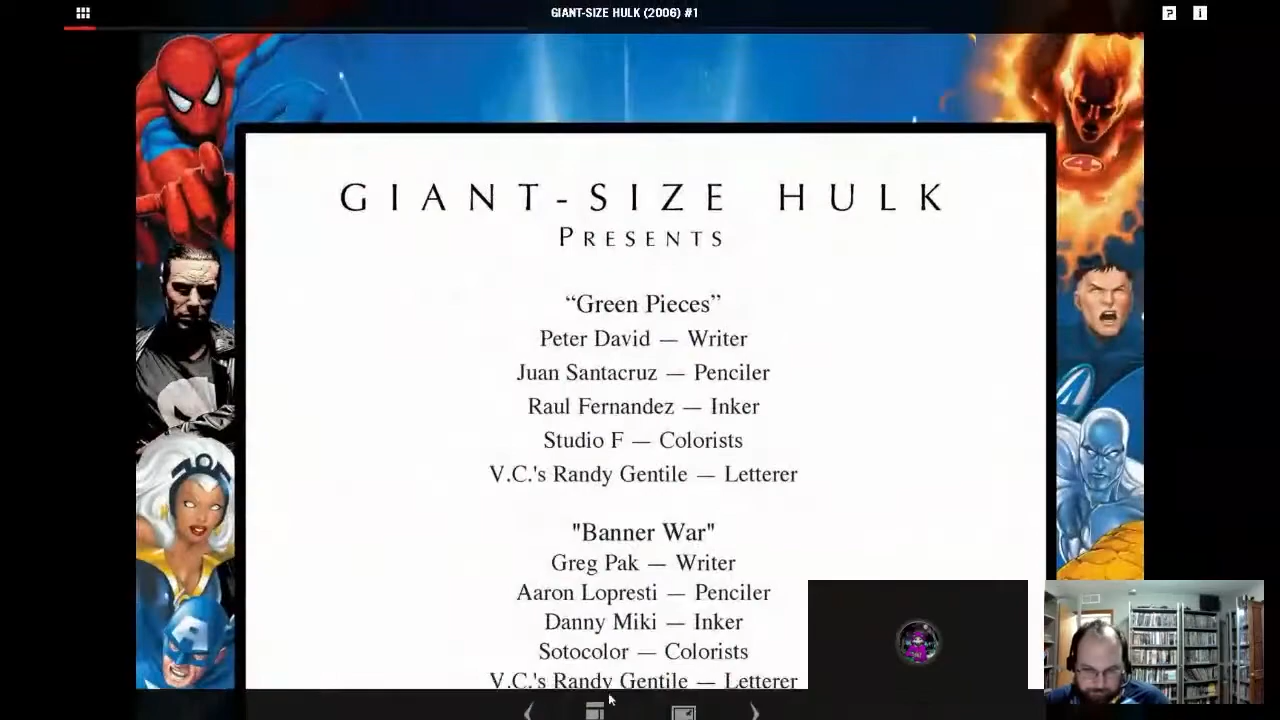 GIANT-SIZE HULK (2006) #1
? i
GIANT-SIZE HULK
PRESENTS
“Green Pieces”
Peter David — Writer
Juan Santacruz — Penciler
Raul Fernandez — Inker
Studio F — Colorists
V.C.'s Randy Gentile — Letterer
"Banner War"
Greg Pak — Writer
Aaron Lopresti — Penciler
Danny Miki — Inker
Sotocolor — Colorists
V.C.'s Randy Gentile — Letterer
4
A